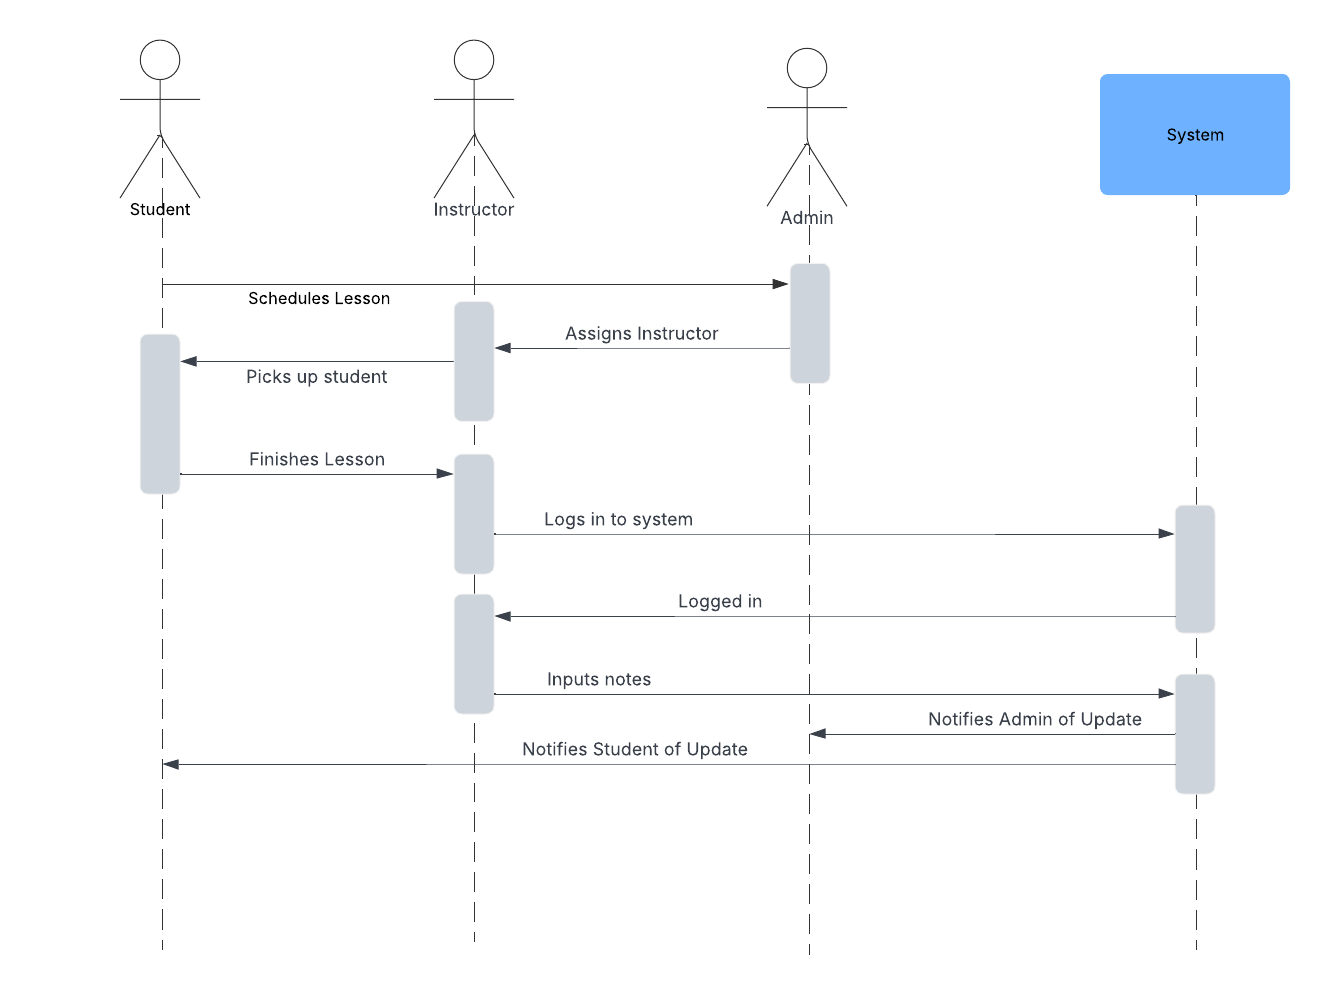 System
Student
Instructor
Admin
Schedules Lesson
Assigns Instructor
Picks up student
Finishes Lesson
Logs in to system
Logged in
Inputs notes
Notifies Admin of Update
Notifies Student of Update